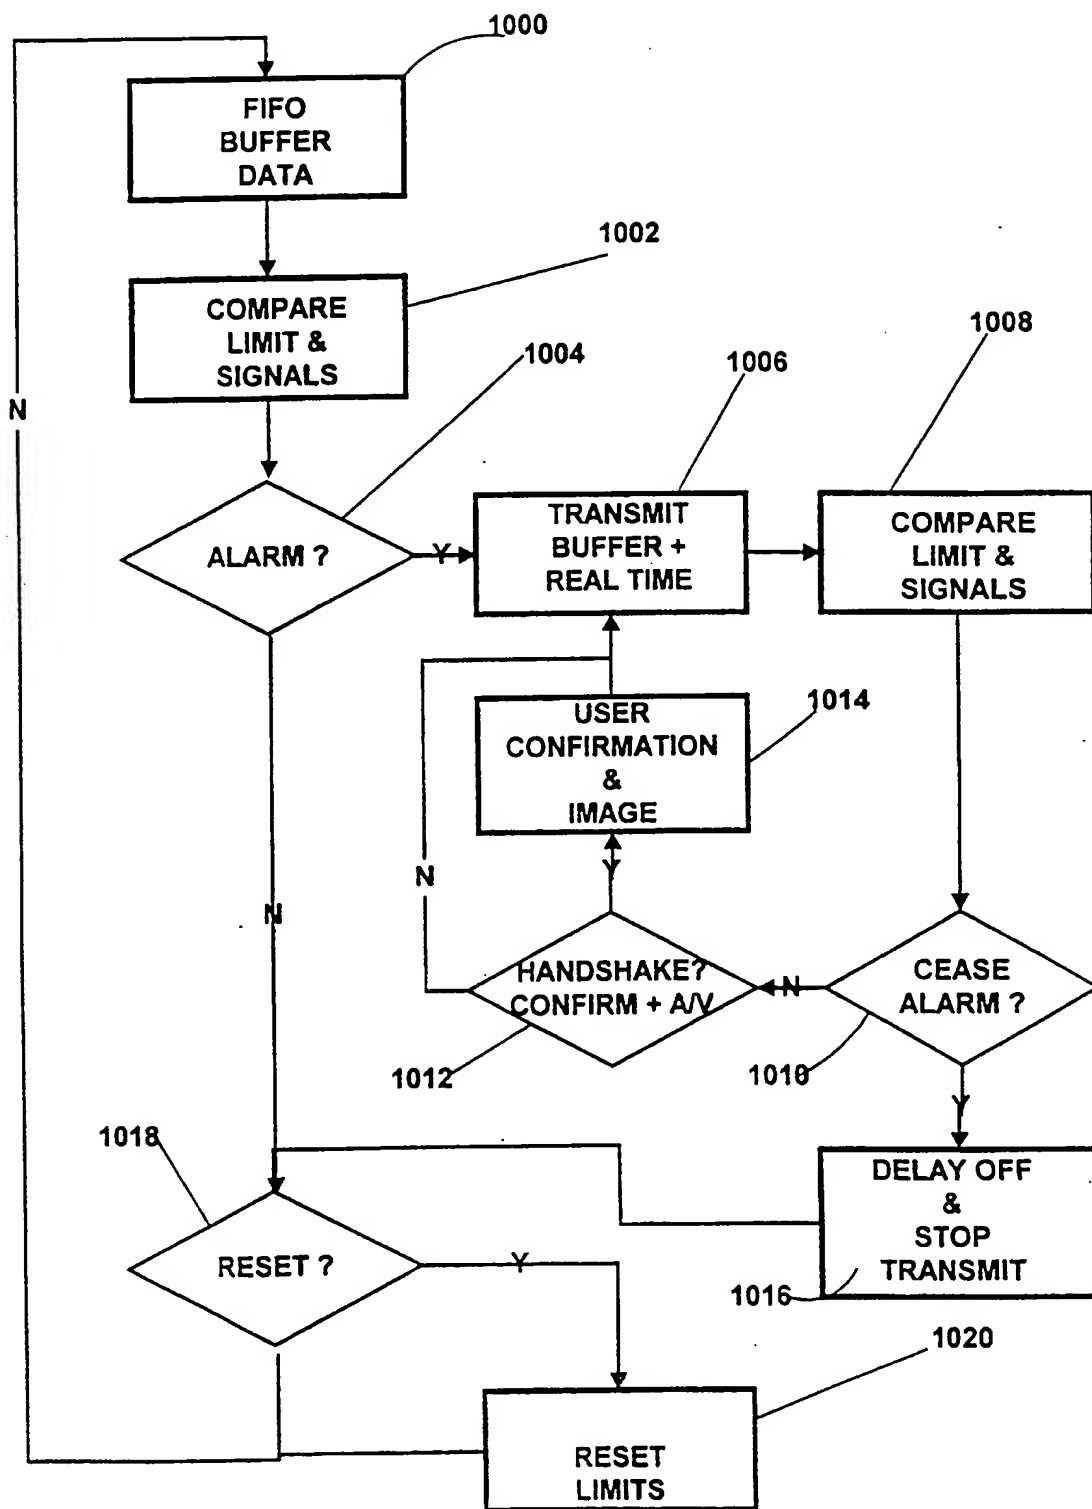 1000
FIFO
BUFFER
DATA
1002
COMPARE
LIMIT &
SIGNALS
1004
1006
1008
N
ALARM ?
Y
TRANSMIT
BUFFER +
REAL TIME
COMPARE
LIMIT &
SIGNALS
1014
USER
CONFIRMATION
&
IMAGE
N
Y
N
HANDSHAKE?
CONFIRM + A/V
N
CEASE
ALARM ?
1012
1010
Y
1018
DELAY OFF
&
STOP
TRANSMIT
1016
RESET ?
Y
1020
RESET
LIMITS